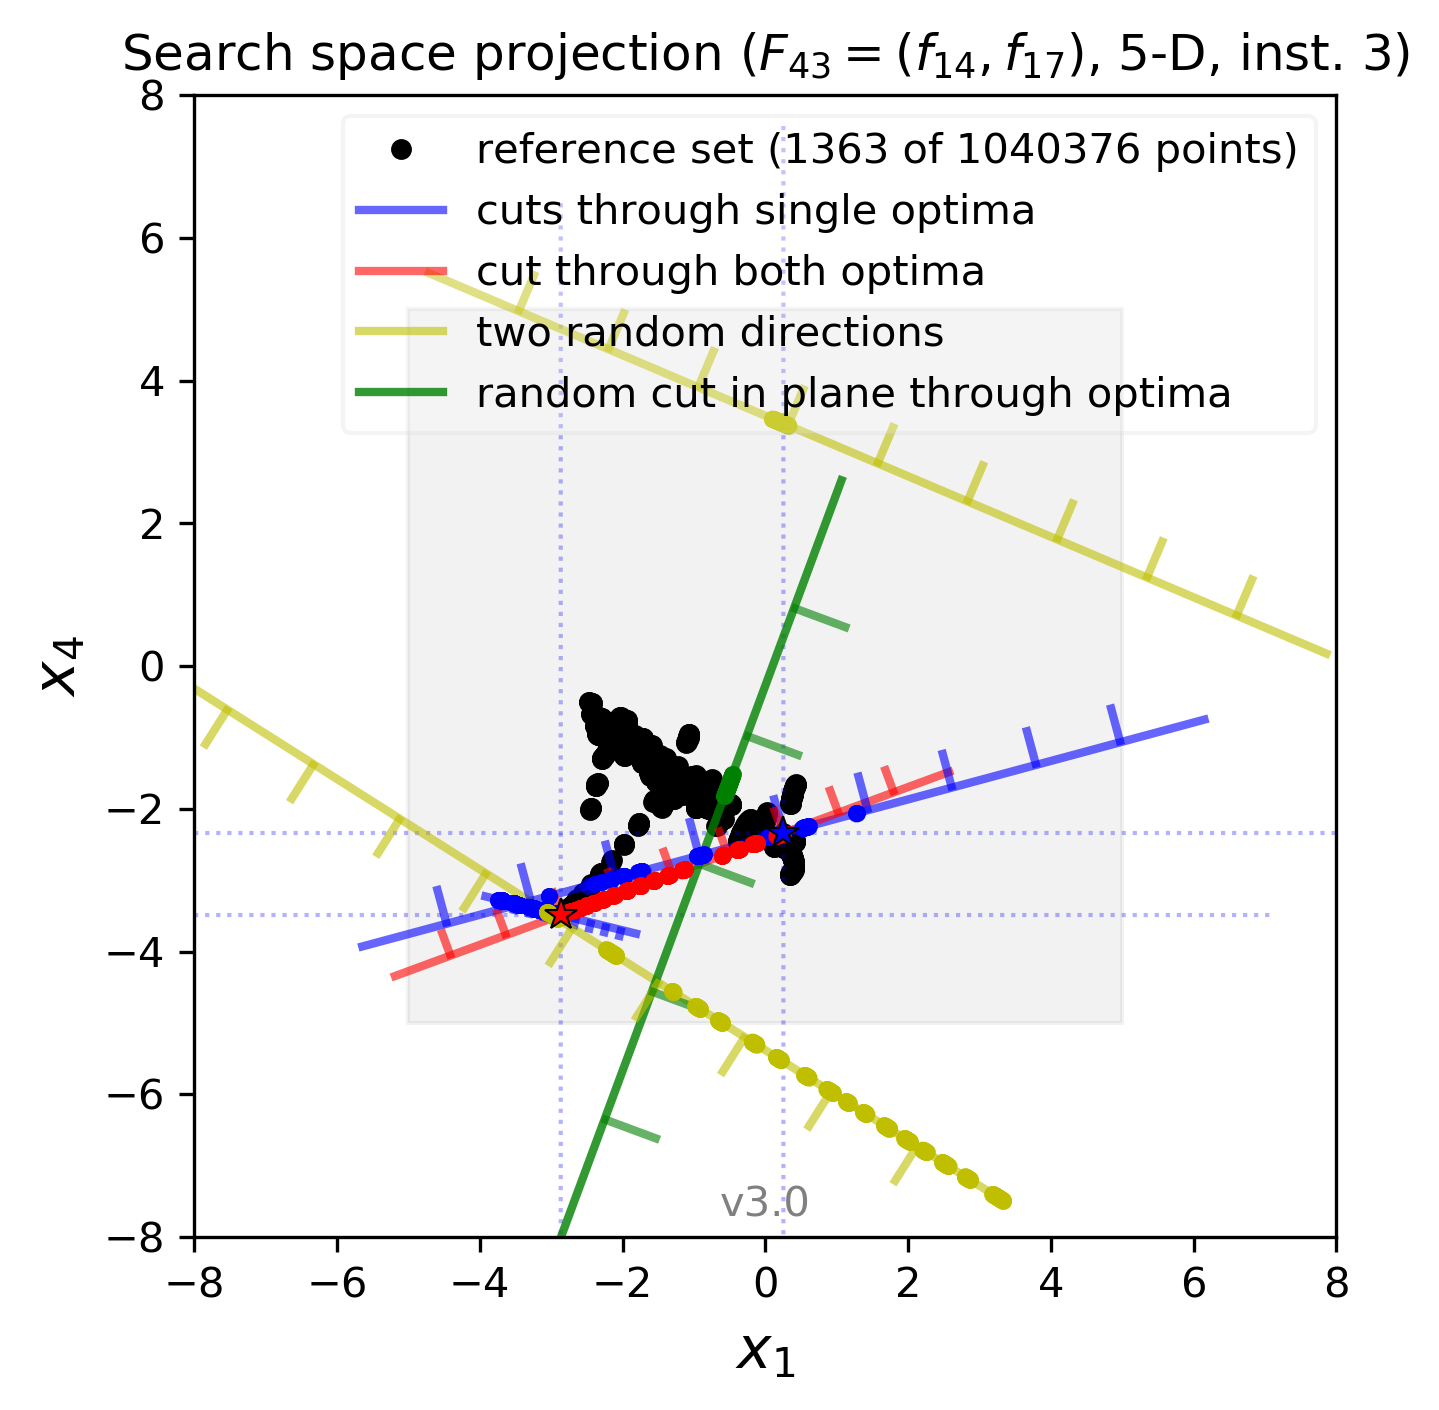 Search space projection (F₄₃ = (f₁₄, f₁₇), 5-D, inst. 3)
8
reference set (1363 of 1040376 points)
cuts through single optima
6
cut through both optima
two random directions
4
random cut in plane through optima
2
x₄
0
−2
−4
−6
v3.0
−8
−8 −6 −4 −2 0 2 4 6 8
x₁